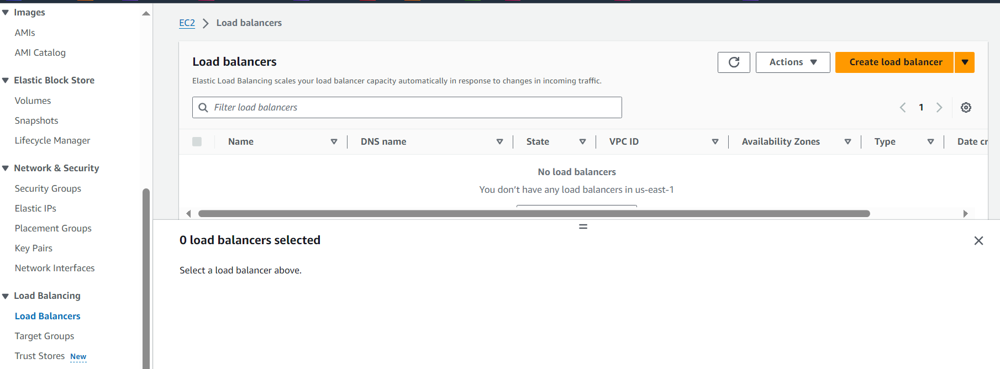 Images
AMIs
AMI Catalog
Elastic Block Store
Volumes
Snapshots
Lifecycle Manager
Network & Security
Security Groups
Elastic IPs
Placement Groups
Key Pairs
Network Interfaces
Load Balancing
Load Balancers
Target Groups
Trust Stores New
EC2 Load balancers
Load balancers
Actions
Create load balancer
Elastic Load Balancing scales your load balancer capacity automatically in response to changes in incoming traffic.
Filter load balancers
1
Name DNS name State VPC ID Availability Zones Type Date cr
No load balancers
You don’t have any load balancers in us-east-1
0 load balancers selected
Select a load balancer above.